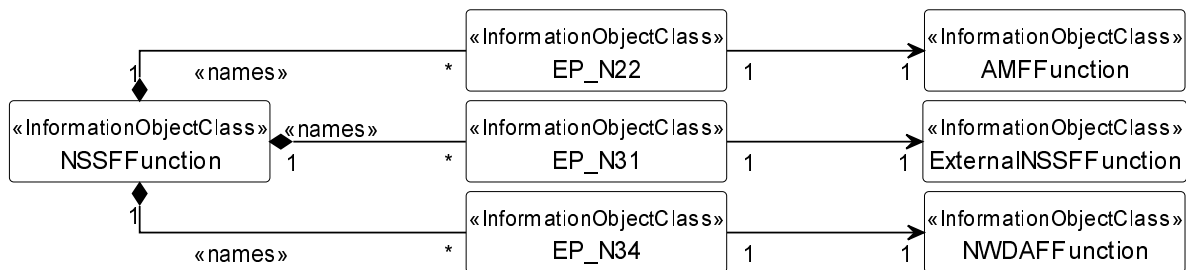 «InformationObjectClass»
EP_N22
«InformationObjectClass»
AMFFunction
1
«names»
*
1
1
«InformationObjectClass»
NSSFFunction
«names»
1
*
«InformationObjectClass»
EP_N31
1
1
«InformationObjectClass»
ExternalNSSFFunction
1
«names»
*
«InformationObjectClass»
EP_N34
1
1
«InformationObjectClass»
NWDAFFunction